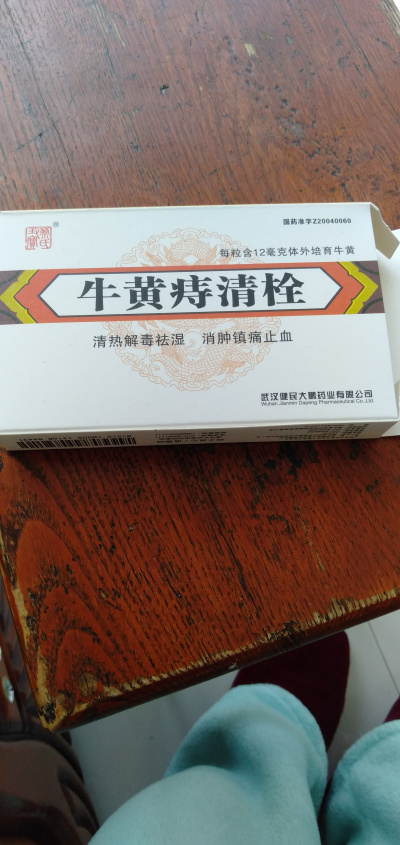 国药准字Z20040060
每粒含12毫克体外培育牛黄
牛黄痔清栓
清热解毒祛湿 消肿镇痛止血
武汉健民大鹏药业有限公司
Wuhan Jianmin Dapeng Pharmaceutical Co.,Ltd.